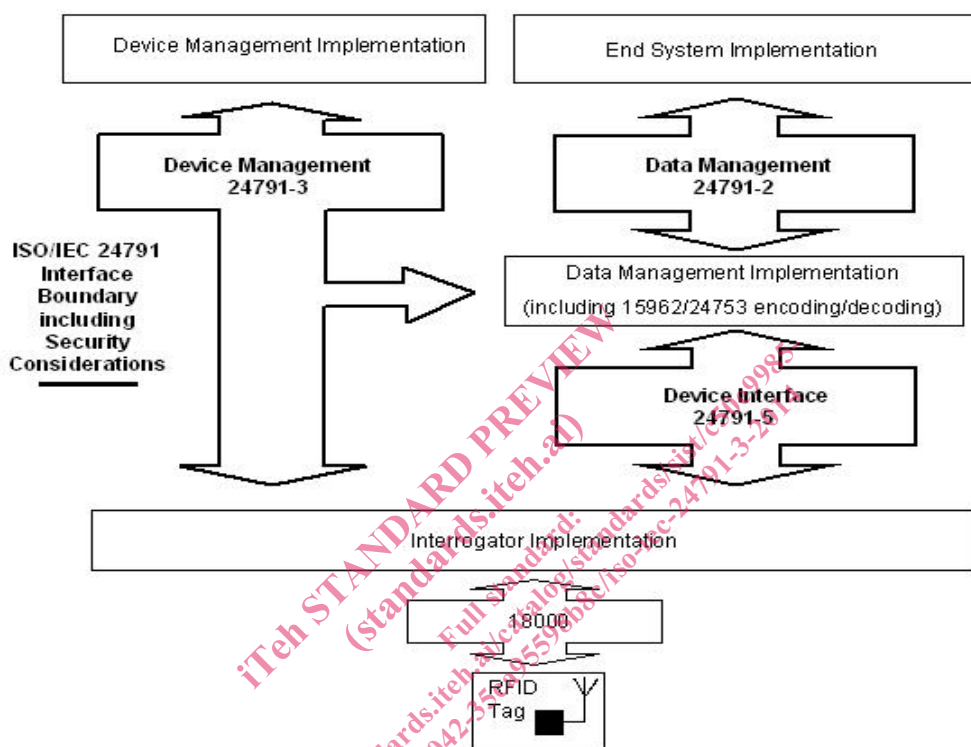 Device Management Implementation
End System Implementation
Device Management
24791-3
Data Management
24791-2
ISO/IEC 24791
Interface
Boundary
including
Security
Considerations
Data Management Implementation
(including 15962/24753 encoding/decoding)
Device Interface
24791-5
Interrogator Implementation
18000
RFID
Tag
iTeh STANDARD PREVIEW
(standards.iteh.ai)
Full standard: